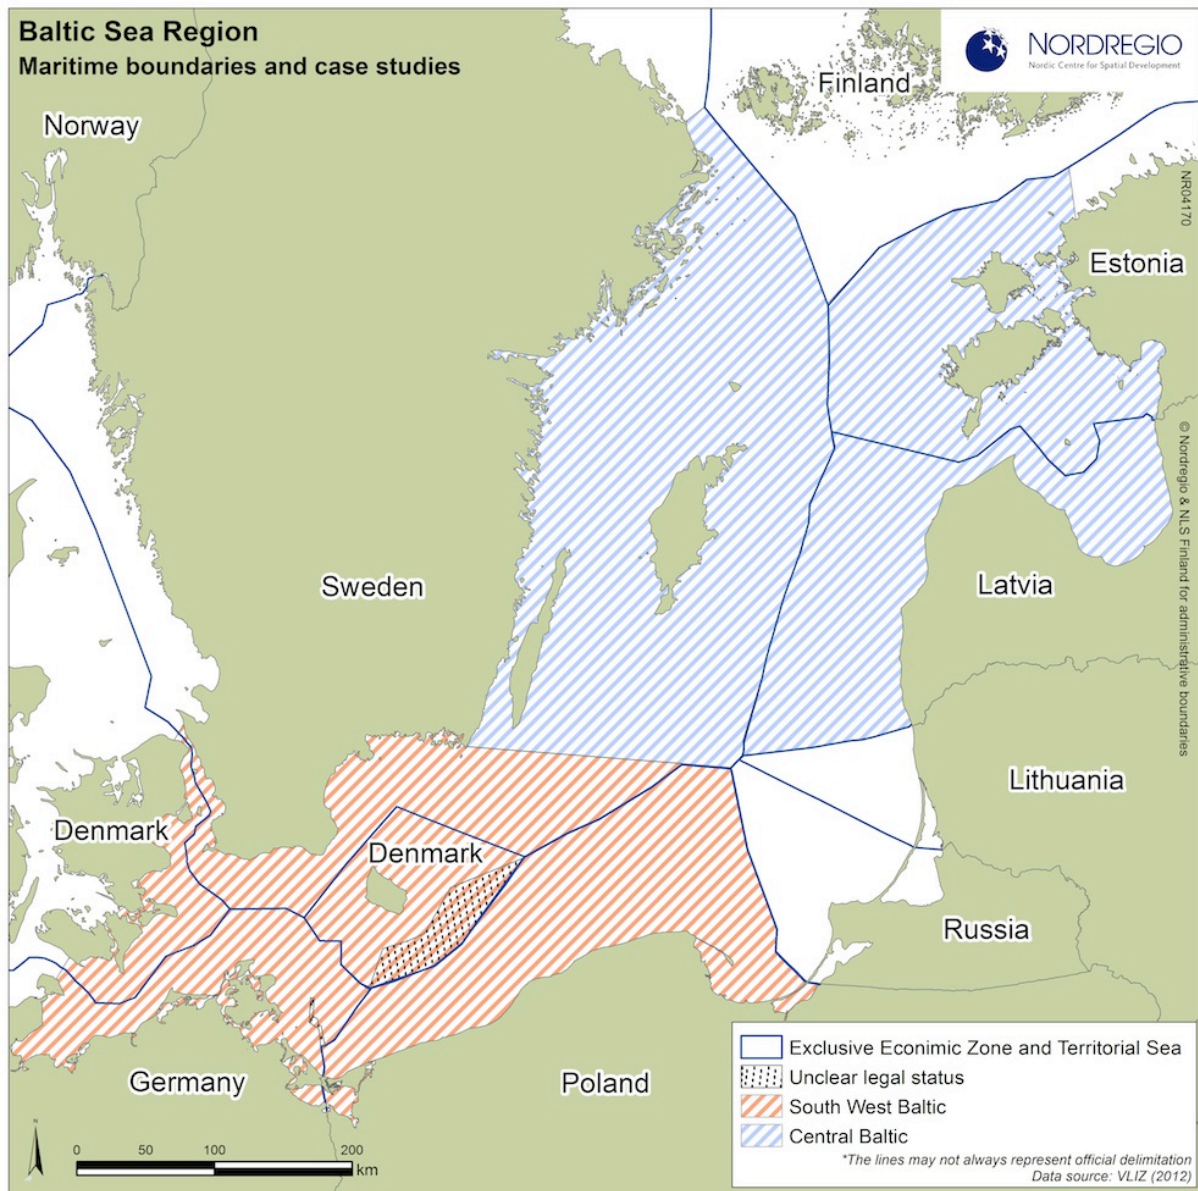 Baltic Sea Region
Maritime boundaries and case studies
NORDREGIO
Nordic Centre for Spatial Development
Finland
Norway
NR04170
Estonia
© Nordregio & NLS Finland for administrative boundaries
Sweden
Latvia
Lithuania
Denmark
Denmark
Russia
Germany
Poland
Exclusive Econimic Zone and Territorial Sea
Unclear legal status
South West Baltic
Central Baltic
*The lines may not always represent official delimitation
Data source: VLIZ (2012)
N
0 50 100 200
km